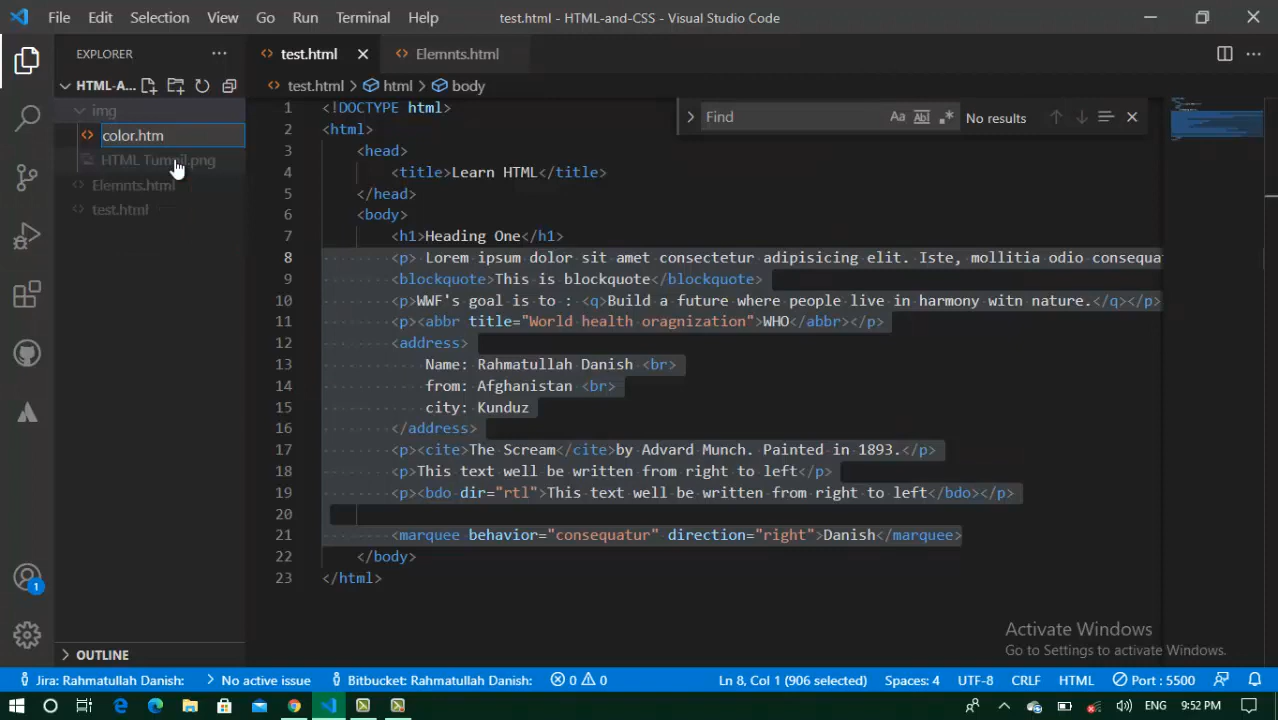 File Edit Selection View Go Run Terminal Help test.html - HTML-and-CSS - Visual Studio Code
EXPLORER
test.html
Elemnts.html
HTML-A...
test.html > html > body
img
color.htm
HTML
Elemnts.html
test.html
Find
Aa ab .*
No results
1 <!DOCTYPE html>
2 <html>
3 <head>
4 <title>Learn HTML</title>
5 </head>
6 <body>
7 <h1>Heading One</h1>
8 <p> Lorem ipsum dolor sit amet consectetur adipisicing elit. Iste, mollitia odio consequa
9 <blockquote>This is blockquote</blockquote>
10 <p>WWF's goal is to : <q>Build a future where people live in harmony witn nature.</q></p>
11 <p><abbr title="World health oragnization">WHO</abbr></p>
12 <address>
13 Name: Rahmatullah Danish <br>
14 from: Afghanistan <br>
15 city: Kunduz
16 </address>
17 <p><cite>The Scream</cite>by Advard Munch. Painted in 1893.</p>
18 <p>This text well be written from right to left</p>
19 <p><bdo dir="rtl">This text well be written from right to left</bdo></p>
20
21 <marquee behavior="consequatur" direction="right">Danish</marquee>
22 </body>
23 </html>
Activate Windows
Go to Settings to activate Windows.
1
OUTLINE
Jira: Rahmatullah Danish: No active issue Bitbucket: Rahmatullah Danish: 0 0 Ln 8, Col 1 (906 selected) Spaces: 4 UTF-8 CRLF HTML Port : 5500
ENG 9:52 PM